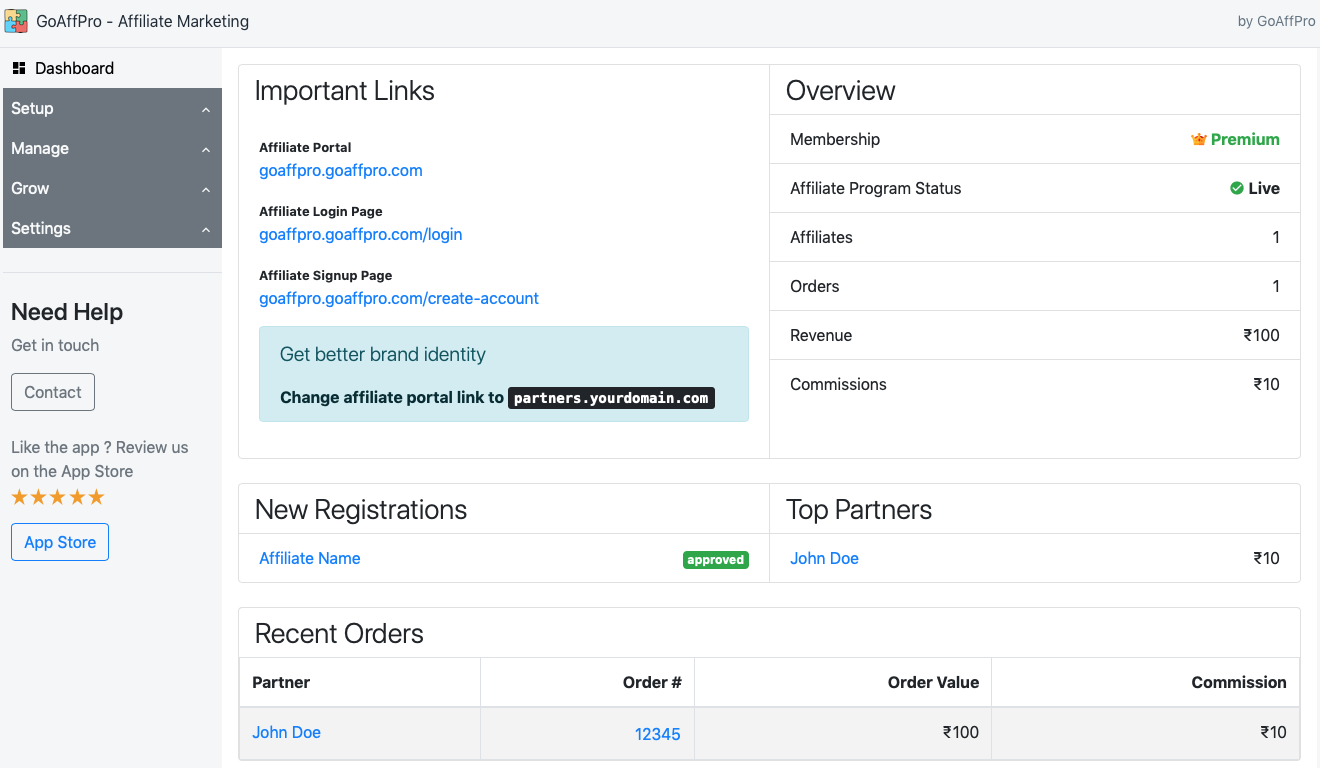 GoAffPro - Affiliate Marketing
by GoAffPro
Dashboard
Setup
Manage
Grow
Settings
Need Help
Get in touch
Contact
Like the app ? Review us
on the App Store
App Store
Important Links
Affiliate Portal
goaffpro.goaffpro.com
Affiliate Login Page
goaffpro.goaffpro.com/login
Affiliate Signup Page
goaffpro.goaffpro.com/create-account
Get better brand identity
Change affiliate portal link to partners.yourdomain.com
Overview
Membership Premium
Affiliate Program Status Live
Affiliates 1
Orders 1
Revenue ₹100
Commissions ₹10
New Registrations
Affiliate Name approved
Top Partners
John Doe ₹10
Recent Orders
Partner Order # Order Value Commission
John Doe 12345 ₹100 ₹10